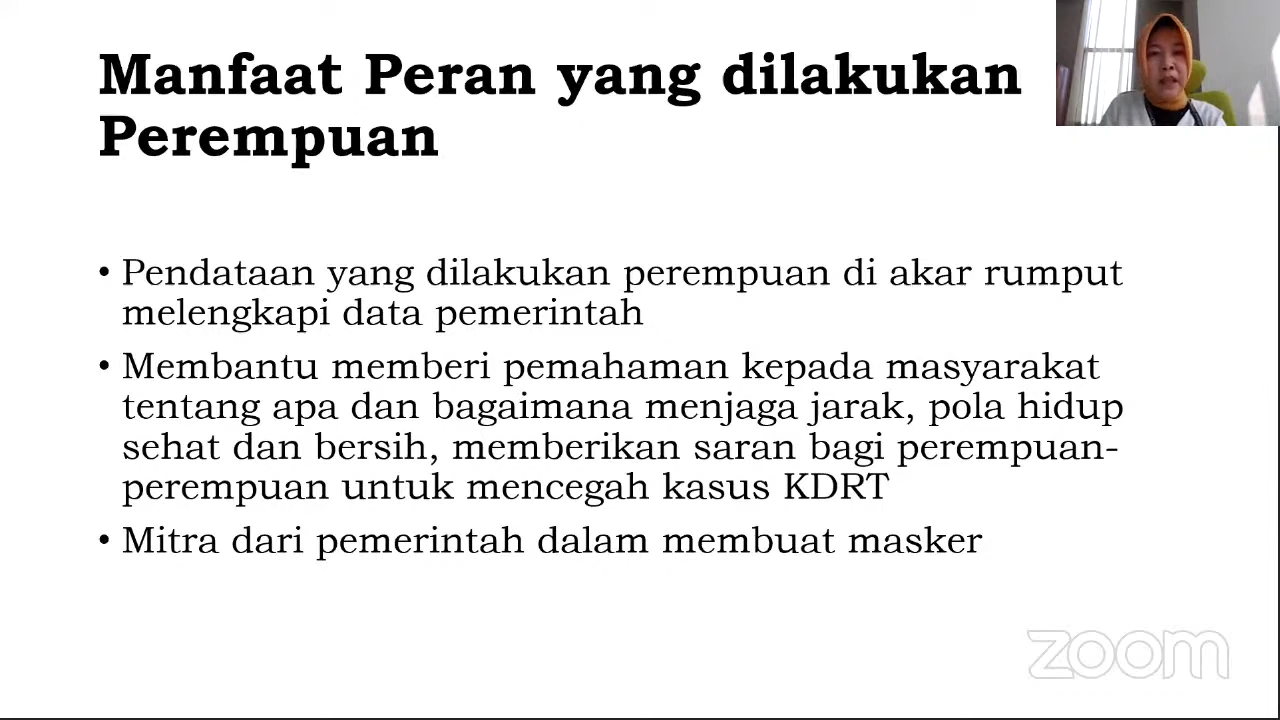 Manfaat Peran yang dilakukan
Perempuan
• Pendataan yang dilakukan perempuan di akar rumput
melengkapi data pemerintah
• Membantu memberi pemahaman kepada masyarakat
tentang apa dan bagaimana menjaga jarak, pola hidup
sehat dan bersih, memberikan saran bagi perempuan-
perempuan untuk mencegah kasus KDRT
• Mitra dari pemerintah dalam membuat masker
zoom